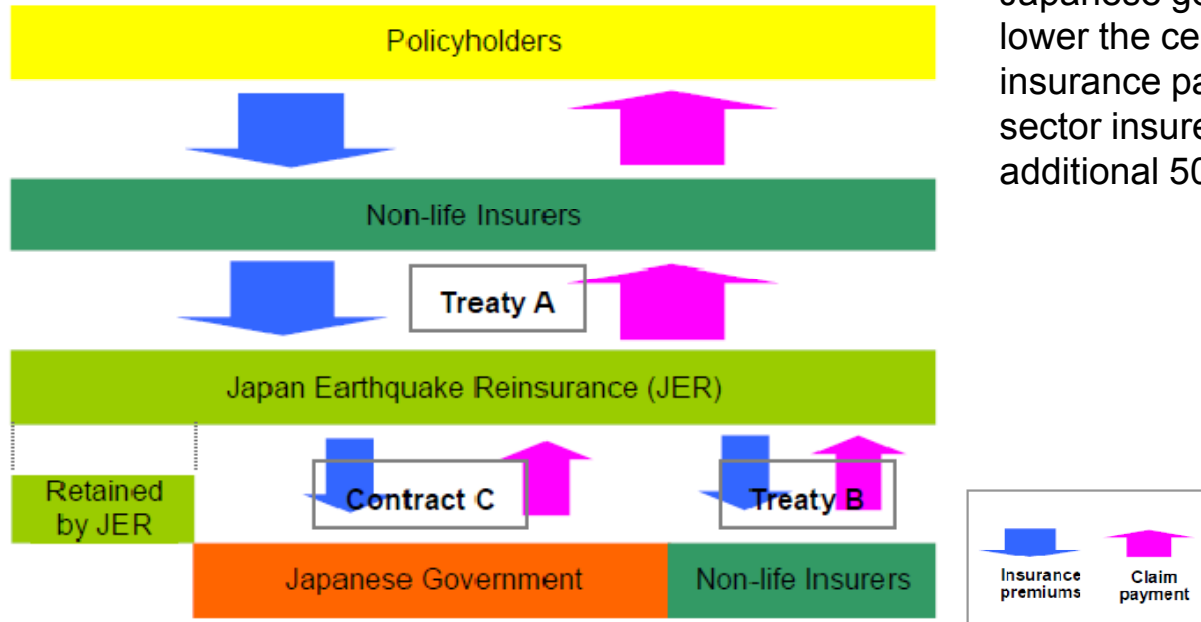 Policyholders
Non-life Insurers
Treaty A
Japan Earthquake Reinsurance (JER)
Retained
by JER
Contract C
Treaty B
Japanese Government
Non-life Insurers
Insurance
premiums
Claim
payment
lower the ce
insurance pa
sector insure
additional 50